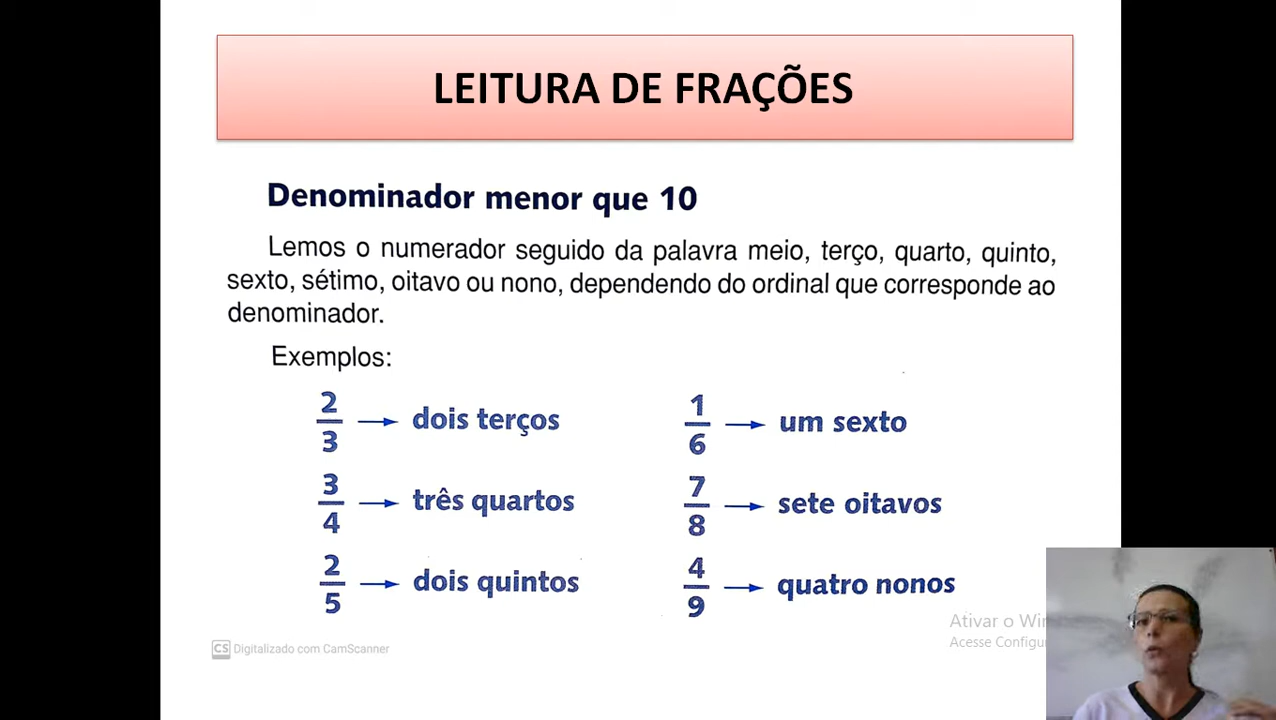 LEITURA DE FRAÇÕES
Denominador menor que 10
Lemos o numerador seguido da palavra meio, terço, quarto, quinto,
sexto, sétimo, oitavo ou nono, dependendo do ordinal que corresponde ao
denominador.
Exemplos:
2/3 → dois terços
1/6 → um sexto
3/4 → três quartos
7/8 → sete oitavos
2/5 → dois quintos
4/9 → quatro nonos
Ativar o
Acesse
CS Digitalizado com CamScanner